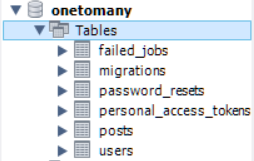 onetomany
Tables
failed_jobs
migrations
password_resets
personal_access_tokens
posts
users